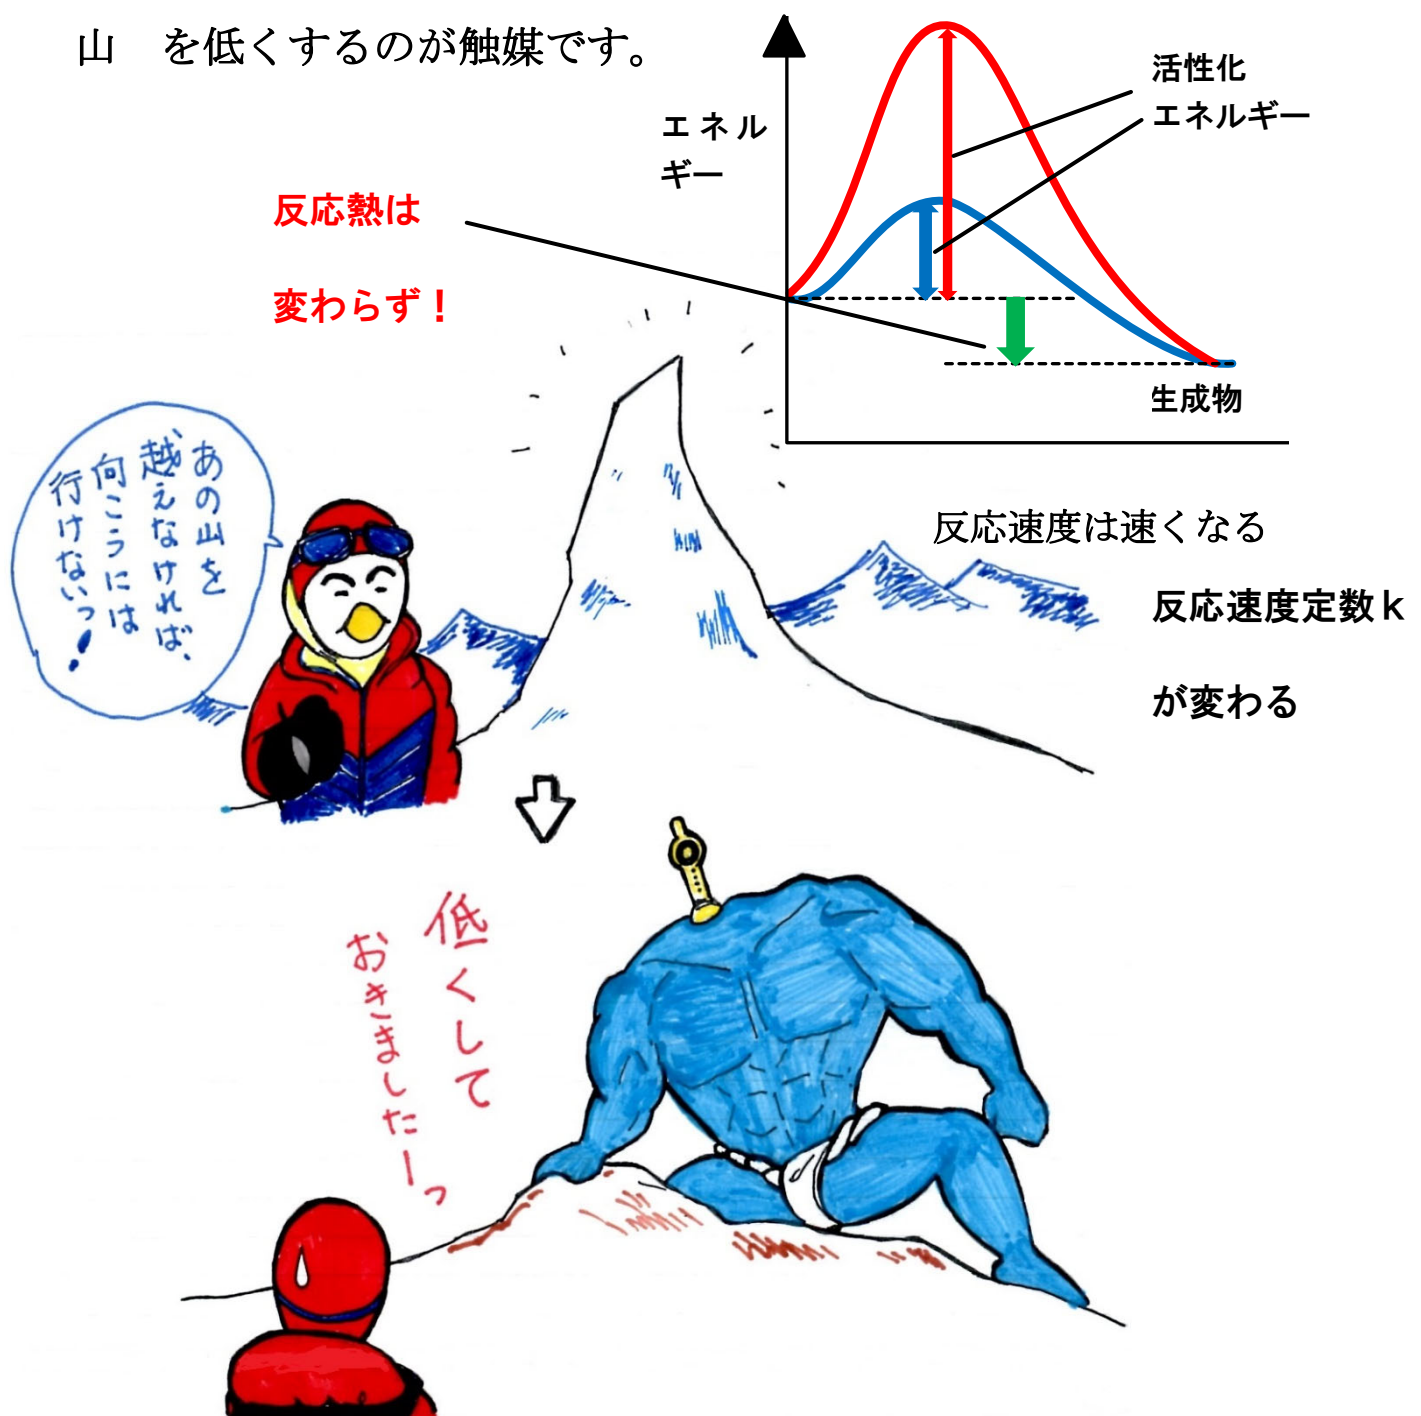 山　を低くするのが触媒です。
エネル
ギー
活性化
エネルギー
反応熱は
変わらず！
生成物
あの山を
越えなければ、
向こうには
行けないっ！
反応速度は速くなる
反応速度定数ｋ
が変わる
低くして
おきましたーっ